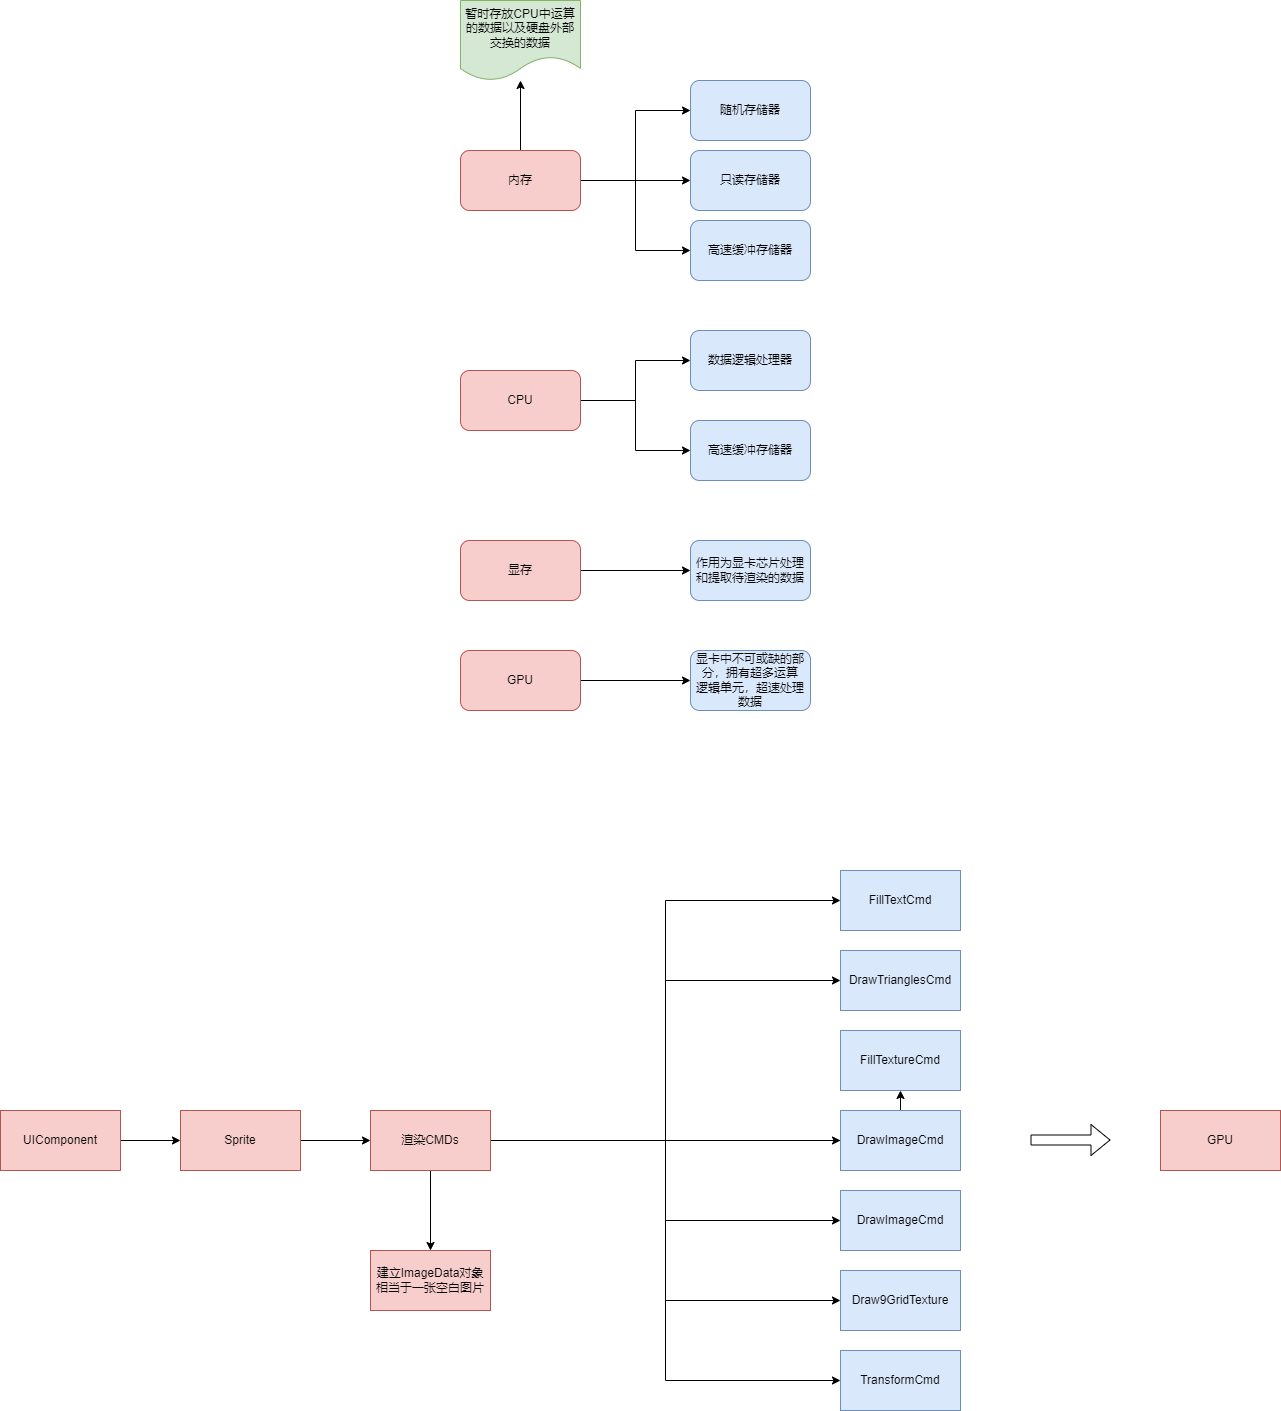 暂时存放CPU中运算
的数据以及硬盘外部
交换的数据
随机存储器
内存
只读存储器
高速缓冲存储器
数据逻辑处理器
CPU
高速缓冲存储器
显存
作用为显卡芯片处理
和提取待渲染的数据
GPU
显卡中不可或缺的部
分，拥有超多运算
逻辑单元，超速处理
数据
FillTextCmd
DrawTrianglesCmd
FillTextureCmd
UIComponent
Sprite
渲染CMDs
DrawImageCmd
GPU
DrawImageCmd
建立ImageData对象
相当于一张空白图片
Draw9GridTexture
TransformCmd